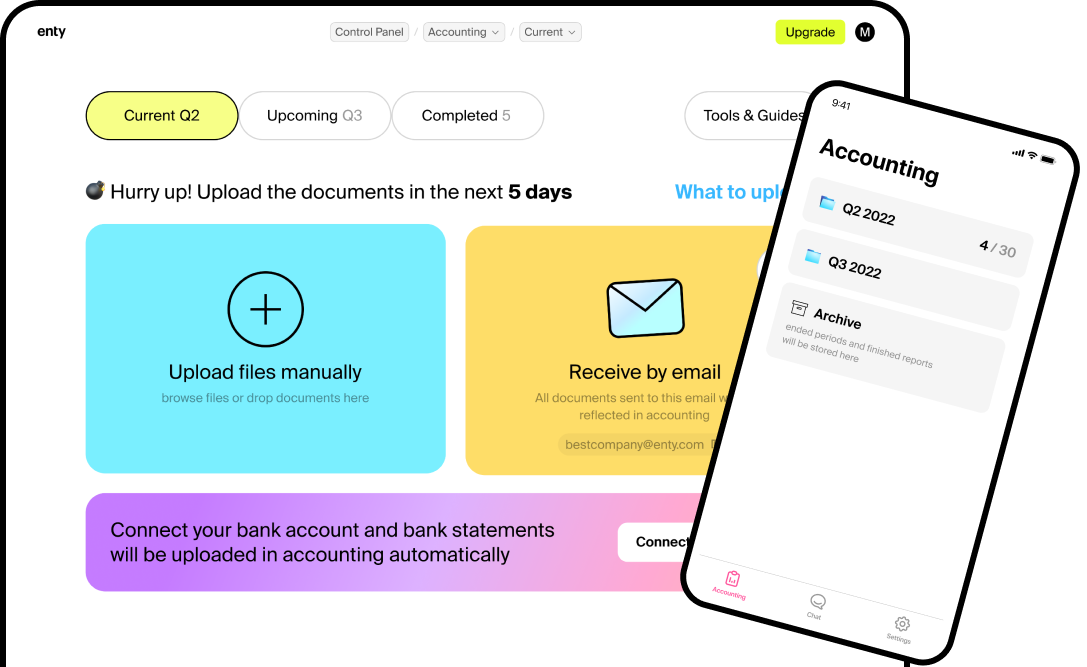 enty
Control Panel / Accounting / Current
Upgrade
M
Current Q2
Upcoming Q3
Completed 5
Tools & Guides
Hurry up! Upload the documents in the next 5 days
What to
Upload files manually
browse files or drop documents here
Receive by email
All documents sent to this email
reflected in accounting
bestcompany@enty.com
Connect your bank account and bank statements
will be uploaded in accounting automatically
Connect
9:41
Accounting
Q2 2022
4 / 30
Q3 2022
Archive
ended periods and finished reports
will be stored here
Accounting
Chat
Settings